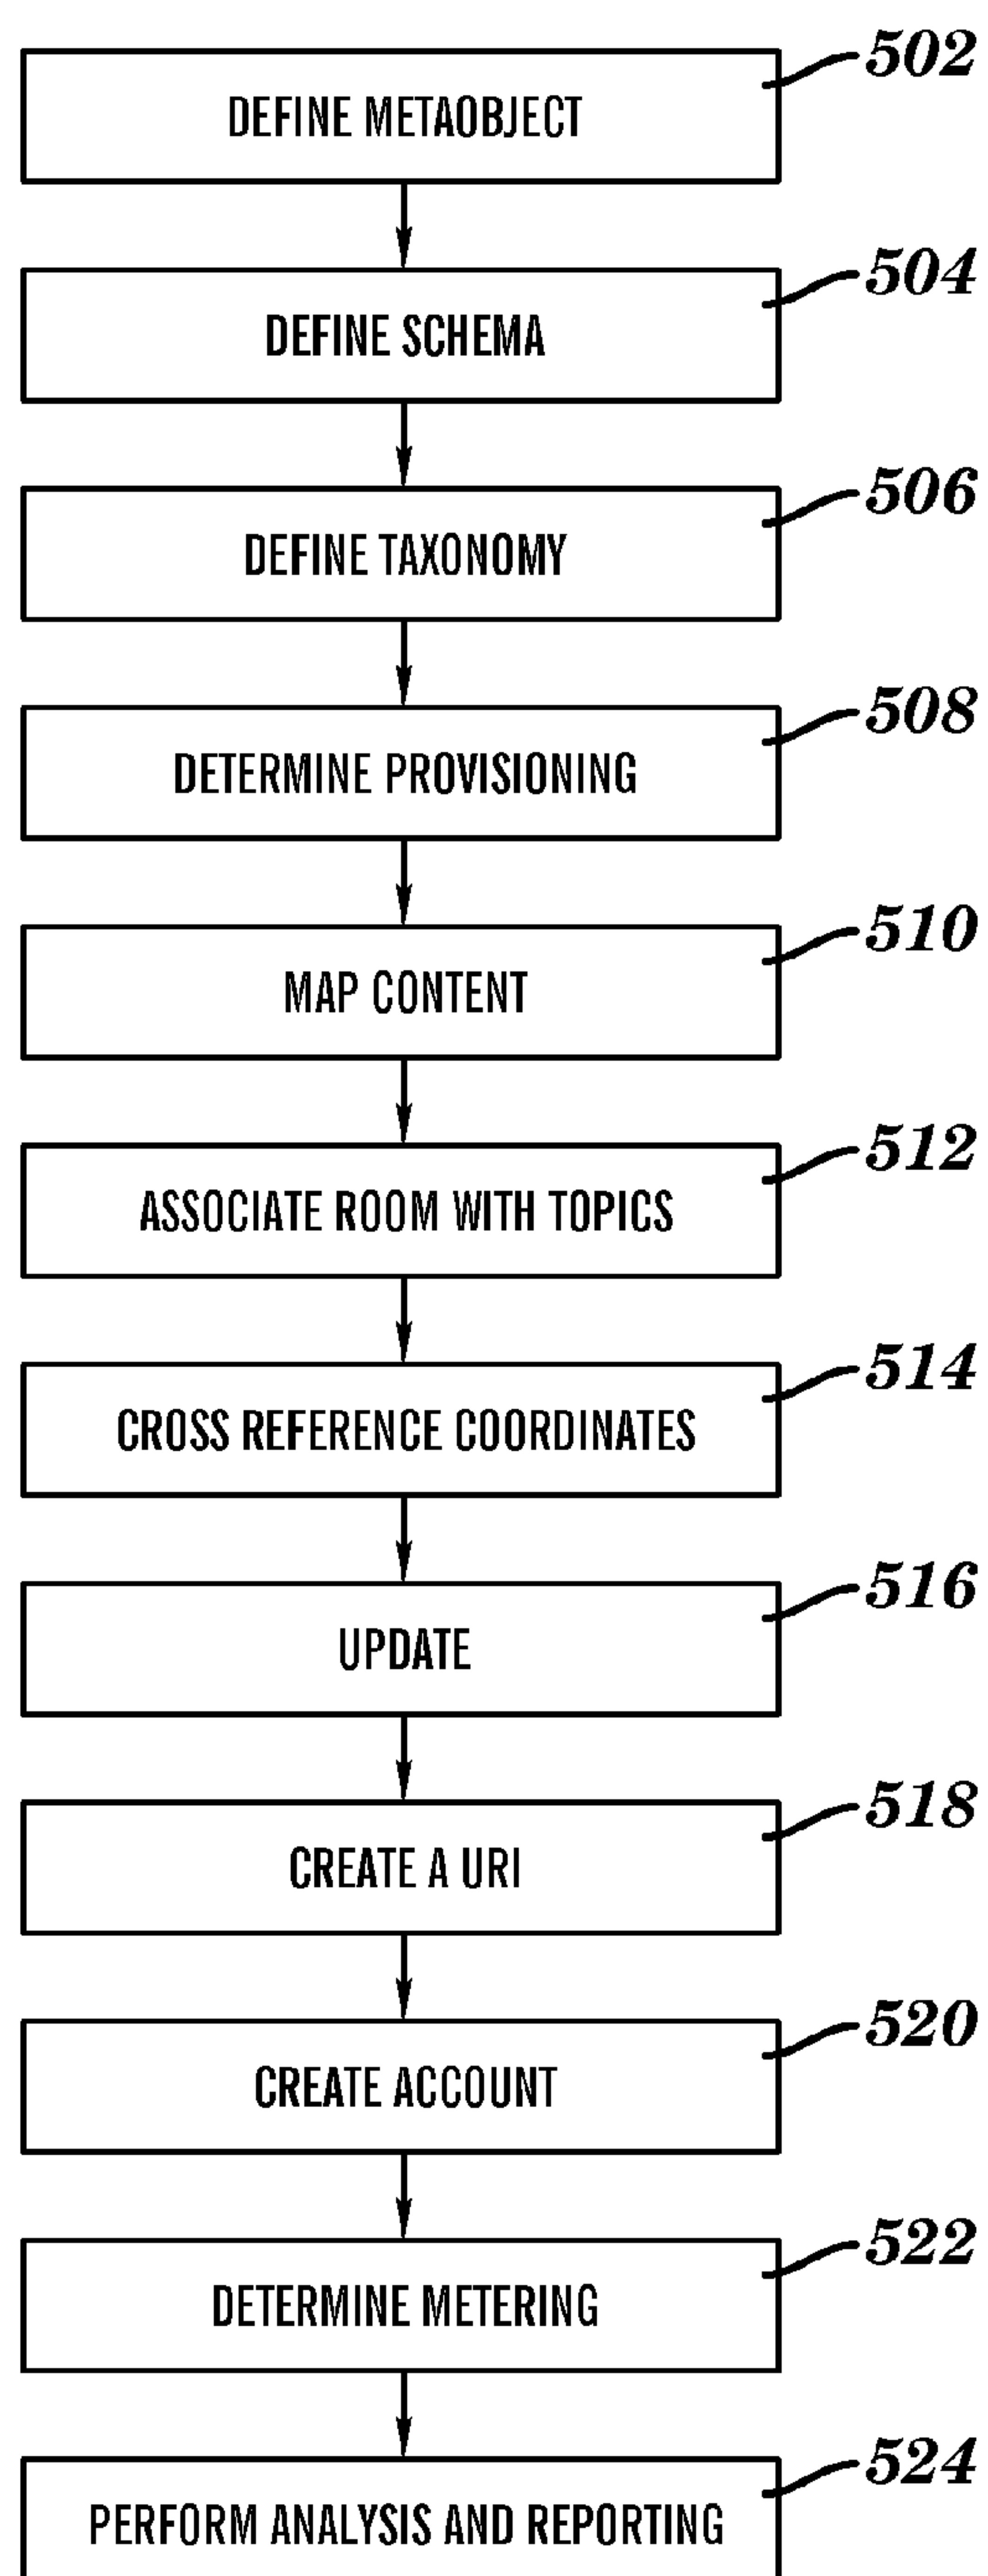 502
DEFINE METAOBJECT
504
DEFINE SCHEMA
506
DEFINE TAXONOMY
508
DETERMINE PROVISIONING
510
MAP CONTENT
512
ASSOCIATE ROOM WITH TOPICS
514
CROSS REFERENCE COORDINATES
516
UPDATE
518
CREATE A URI
520
CREATE ACCOUNT
522
DETERMINE METERING
524
PERFORM ANALYSIS AND REPORTING